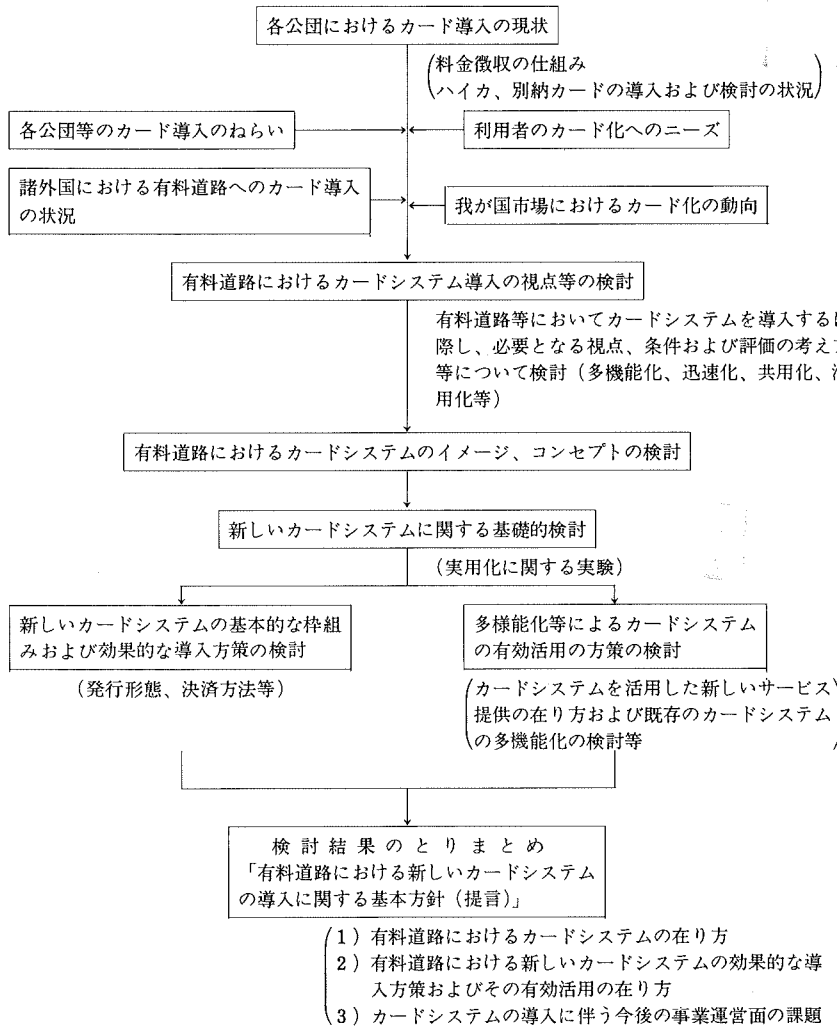 各公団におけるカード導入の現状
(料金徴収の仕組み
ハイカ、別納カードの導入および検討の状況)
各公団等のカード導入のねらい
利用者のカード化へのニーズ
諸外国における有料道路へのカード導入
の状況
我が国市場におけるカード化の動向
有料道路におけるカードシステム導入の視点等の検討
有料道路等においてカードシステムを導入する
際し、必要となる視点、条件および評価の考え
等について検討(多機能化、迅速化、共用化、
用化等)
有料道路におけるカードシステムのイメージ、コンセプトの検討
新しいカードシステムに関する基礎的検討
(実用化に関する実験)
新しいカードシステムの基本的な枠組
みおよび効果的な導入方策の検討
(発行形態、決済方法等)
多様能化等によるカードシステム
の有効活用の方策の検討
(カードシステムを活用した新しいサービス
提供の在り方および既存のカードシステム
の多機能化の検討等)
検討結果のとりまとめ
「有料道路における新しいカードシステム
の導入に関する基本方針(提言)」
(1)有料道路におけるカードシステムの在り方
2)有料道路における新しいカードシステムの効果的な導
入方策およびその有効活用の在り方
3)カードシステムの導入に伴う今後の事業運営面の課題